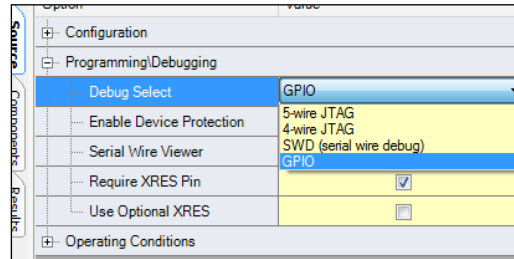 Option Value
Configuration
Programming\Debugging
Debug Select GPIO
5-wire JTAG
Enable Device Protection
4-wire JTAG
SWD (serial wire debug)
Serial Wire Viewer
GPIO
Require XRES Pin
Use Optional XRES
Operating Conditions
Source
Components
Results